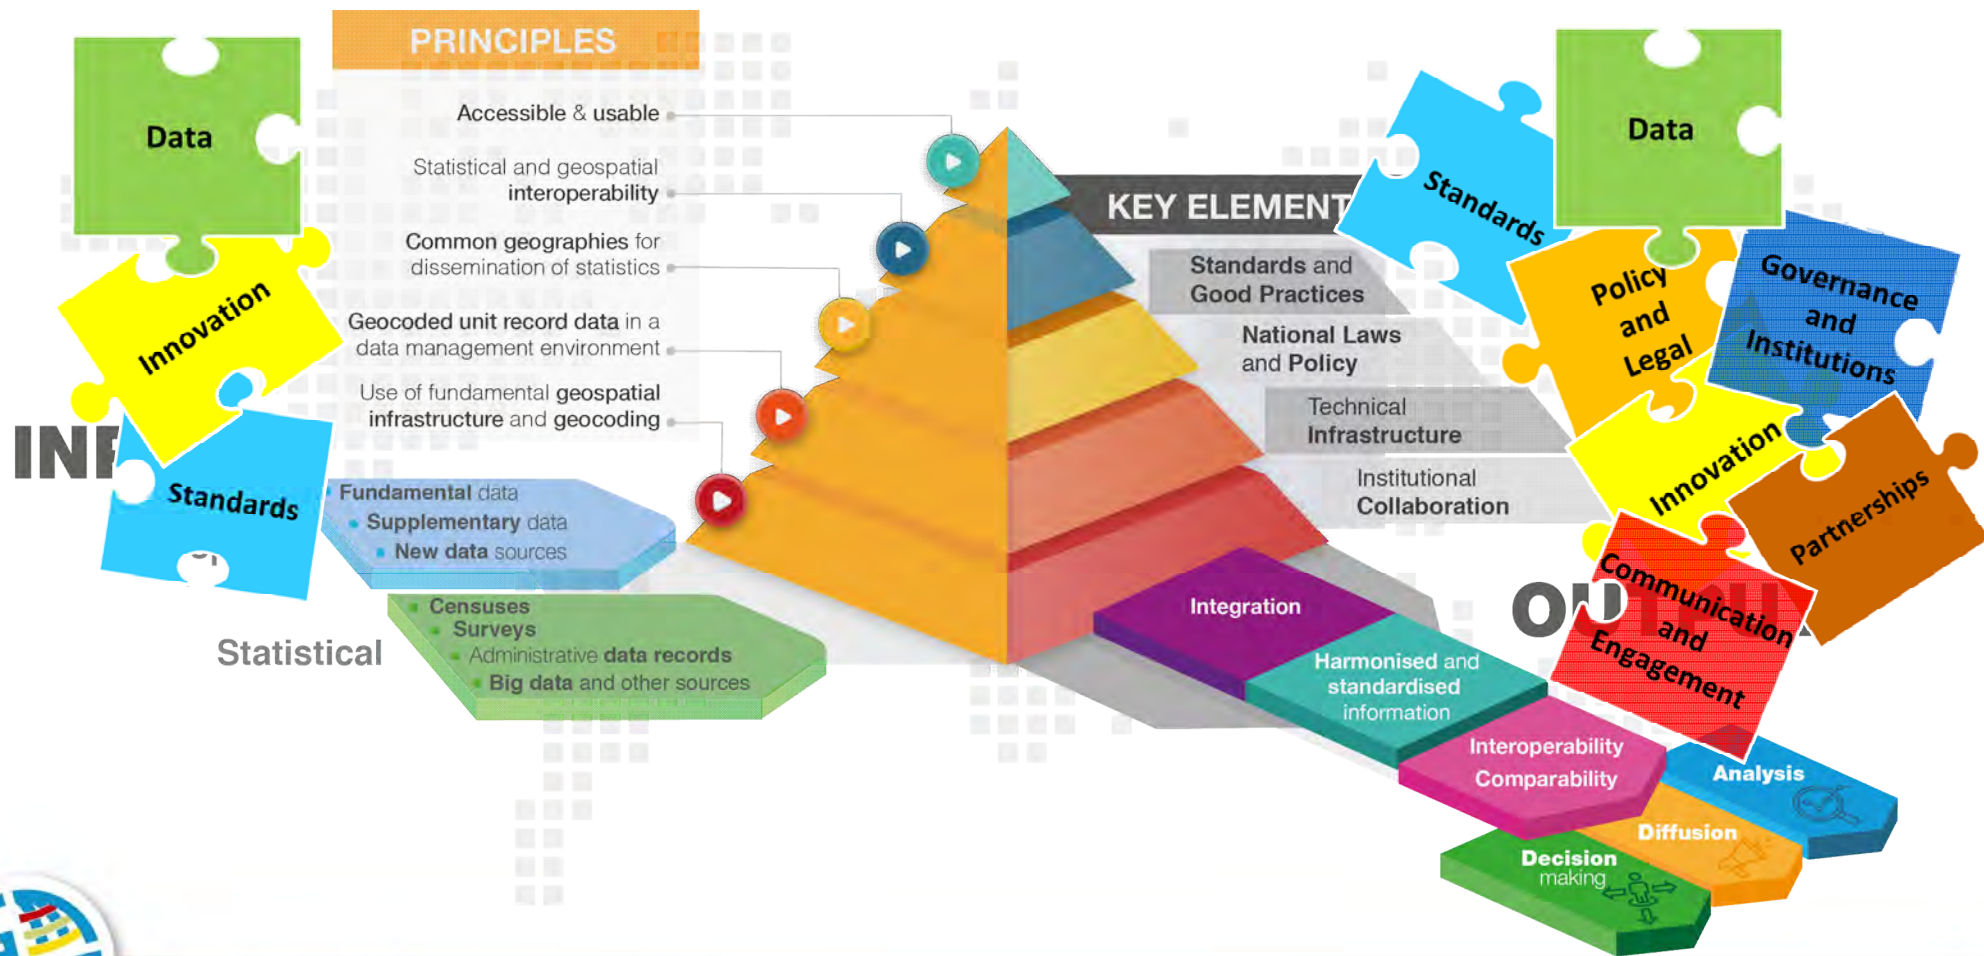 PRINCIPLES
Accessible & usable
Statistical and geospatial
interoperability
Common geographies for
dissemination of statistics
Geocoded unit record data in a
data management environment
Use of fundamental geospatial
infrastructure and geocoding
Data
Innovation
Standards
Fundamental data
Supplementary data
New data sources
Statistical
Censuses
Surveys
Administrative data records
Big data and other sources
KEY ELEMENT
Standards and
Good Practices
National Laws
and Policy
Technical
Infrastructure
Institutional
Collaboration
Standards
Data
Policy
and
Legal
Governance
and
Institutions
Innovation
Partnerships
Communication
and
Engagement
OUTPUT
Integration
Harmonised and
standardised
information
Interoperability
Comparability
Analysis
Diffusion
Decision
making